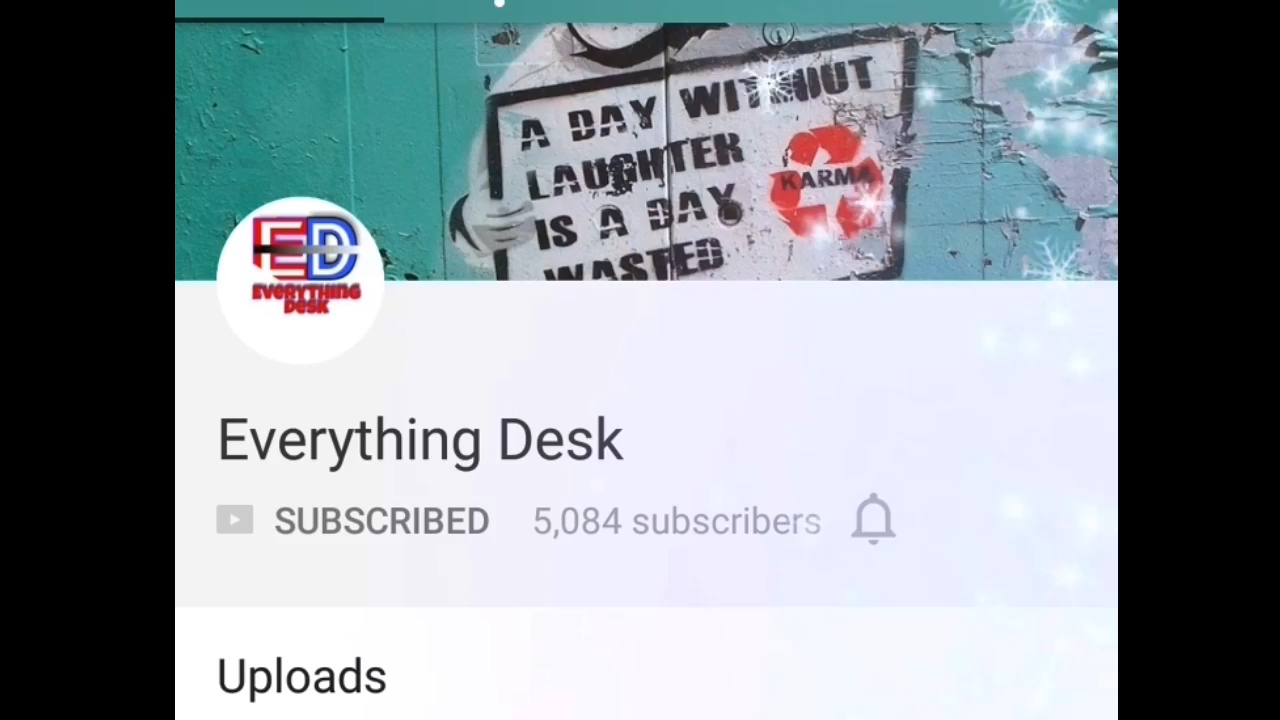 A DAY WITHOUT
LAUGHTER
IS A DAY
WASTED
KARMA
ED
EVERYTHING
DESK
Everything Desk
SUBSCRIBED 5,084 subscribers
Uploads